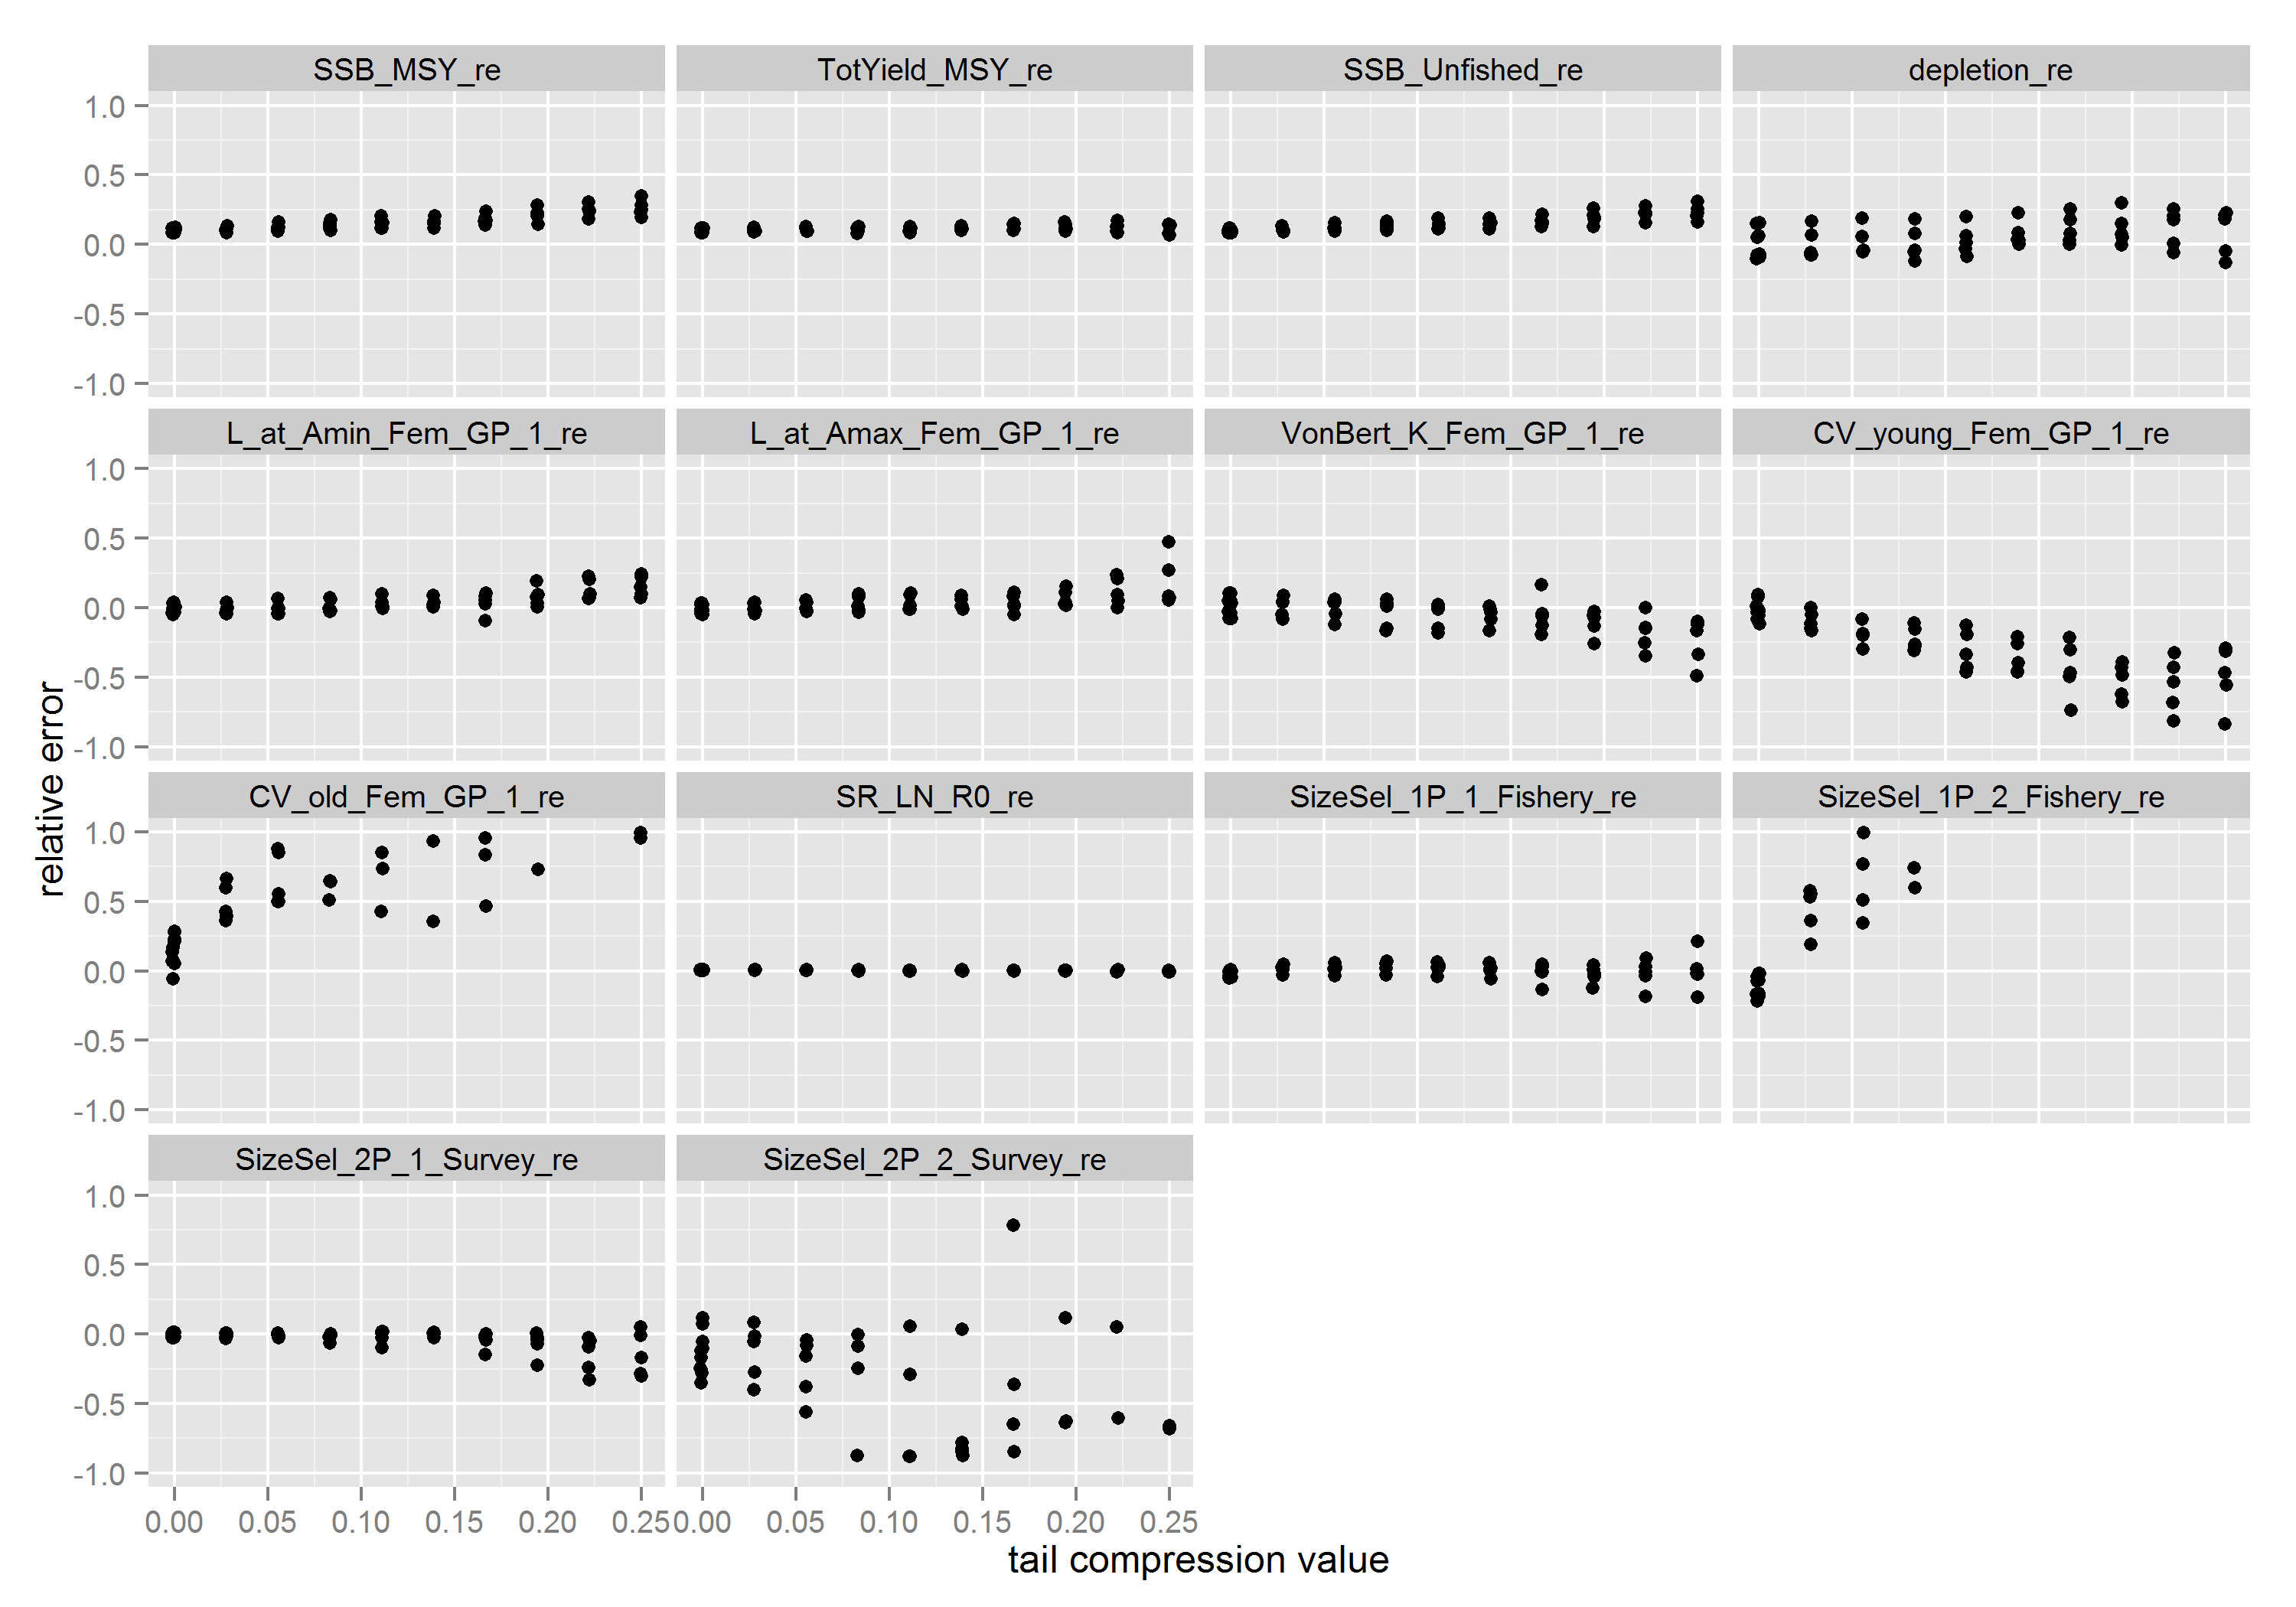 SSB_MSY_re TotYield_MSY_re SSB_Unfished_re depletion_re
1.0
0.5
0.0
-0.5
-1.0
L_at_Amin_Fem_GP_1_re L_at_Amax_Fem_GP_1_re VonBert_K_Fem_GP_1_re CV_young_Fem_GP_1_re
1.0
0.5
0.0
-0.5
-1.0
relative error
CV_old_Fem_GP_1_re SR_LN_R0_re SizeSel_1P_1_Fishery_re SizeSel_1P_2_Fishery_re
1.0
0.5
0.0
-0.5
-1.0
SizeSel_2P_1_Survey_re SizeSel_2P_2_Survey_re
1.0
0.5
0.0
-0.5
-1.0
0.00 0.05 0.10 0.15 0.20 0.25 0.00 0.05 0.10 0.15 0.20 0.25
tail compression value